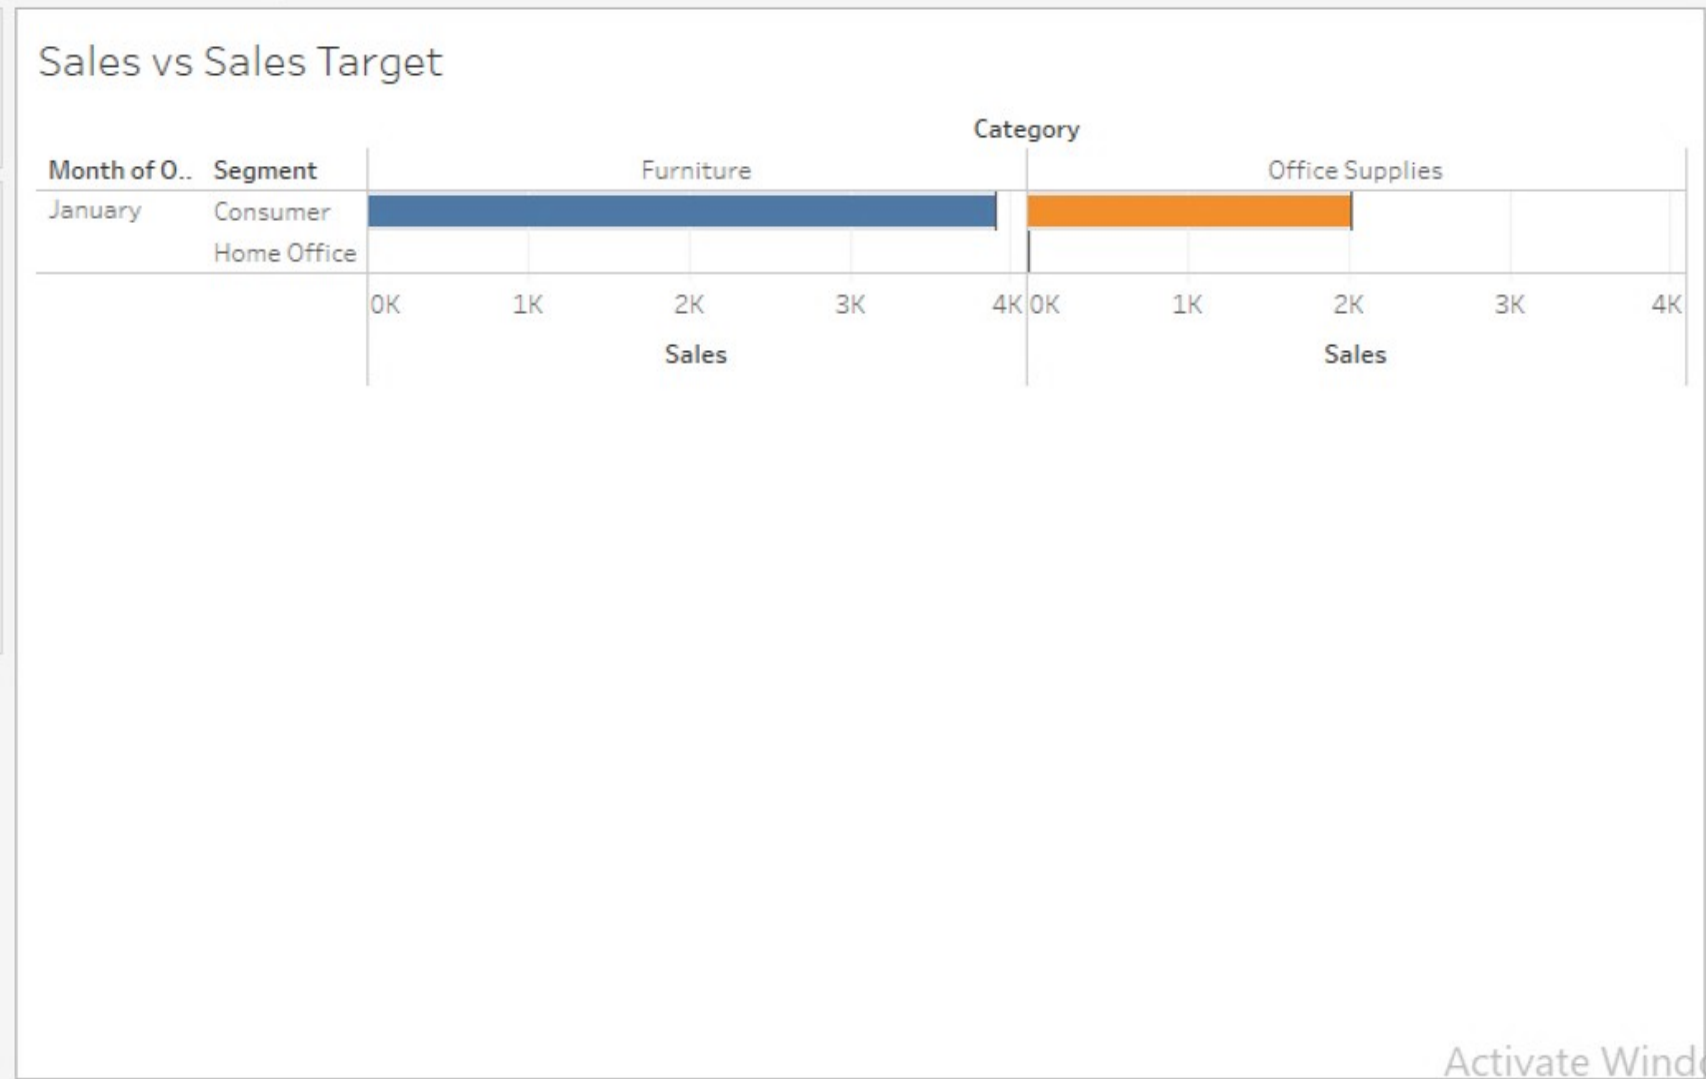 Sales vs Sales Target
Category
Month of O.. Segment Furniture Office Supplies
January Consumer
Home Office
0K 1K 2K 3K 4K 0K 1K 2K 3K 4K
Sales Sales
Activate Wind